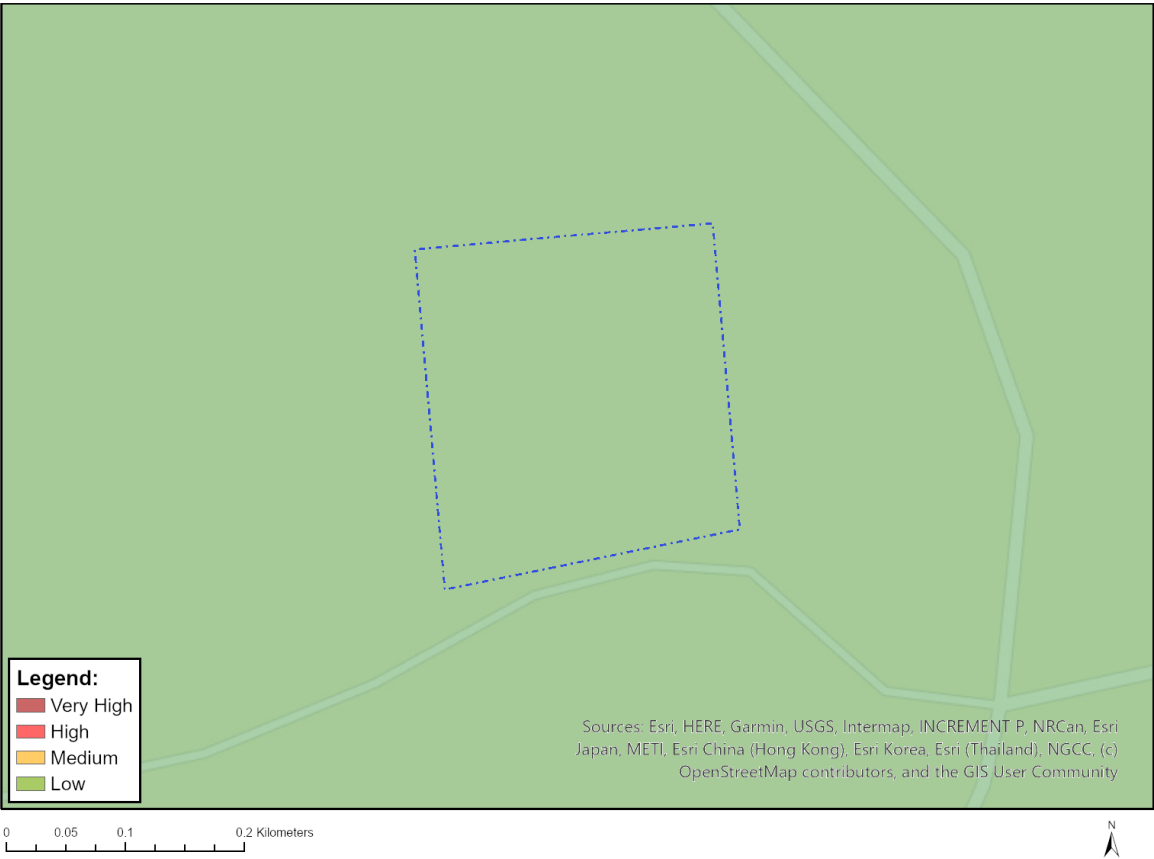 Legend:
Very High
High
Medium
Low
Sources: Esri, HERE, Garmin, USGS, Intermap, INCREMENT P, NRCan, Esri
Japan, METI, Esri China (Hong Kong), Esri Korea, Esri (Thailand), NGCC, (c)
OpenStreetMap contributors, and the GIS User Community
0 0.05 0.1 0.2 Kilometers
N